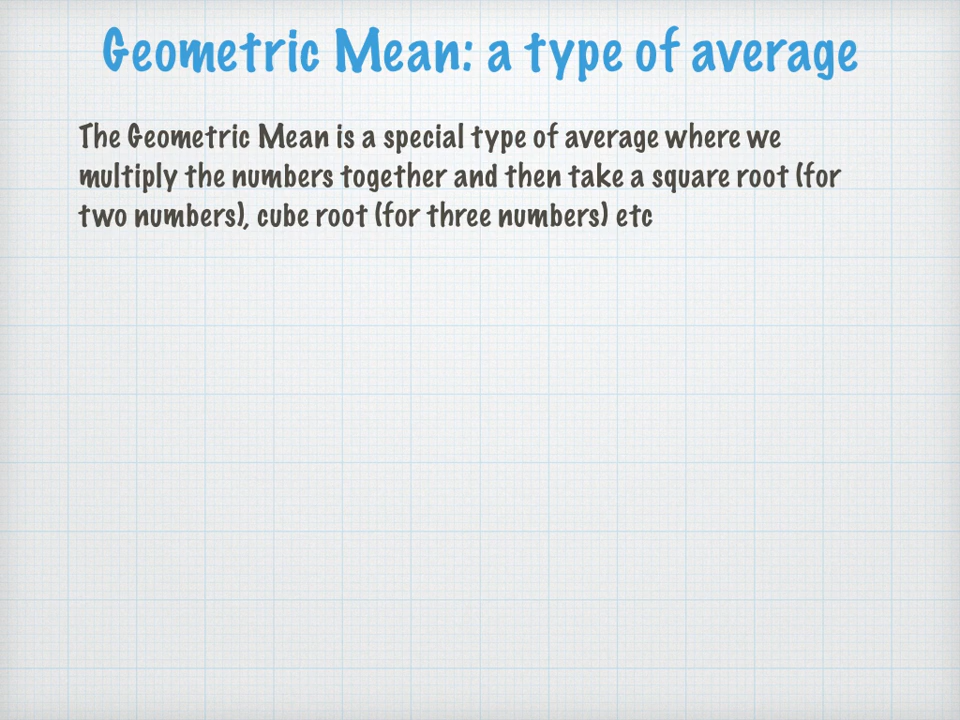 Geometric Mean: a type of average
The Geometric Mean is a special type of average where we
multiply the numbers together and then take a square root (for
two numbers), cube root (for three numbers) etc